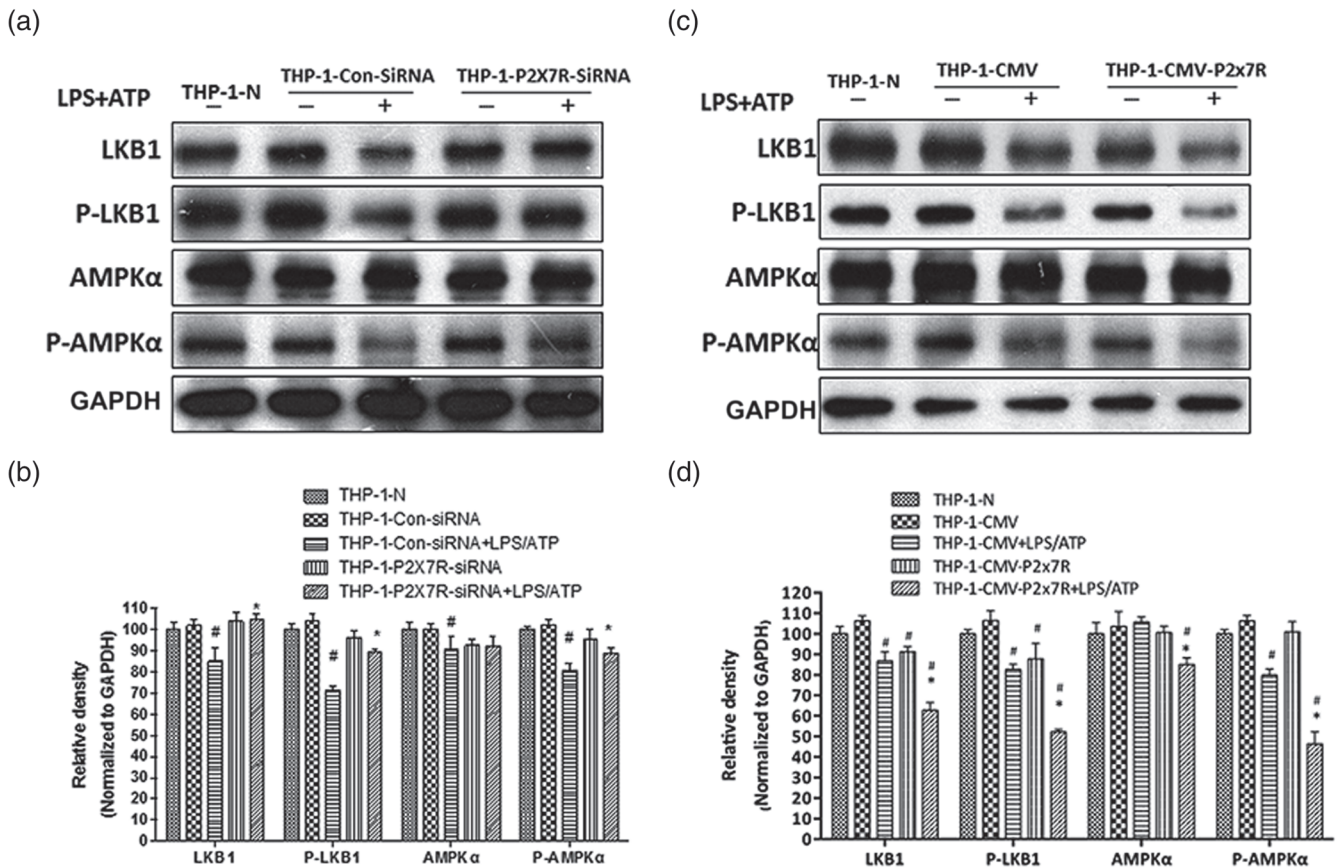 (a)
THP-1-Con-SiRNA THP-1-P2X7R-SiRNA
THP-1-N
LPS+ATP − − + − +
LKB1
P-LKB1
AMPKα
P-AMPKα
GAPDH
(c)
THP-1-CMV THP-1-CMV-P2x7R
THP-1-N
LPS+ATP − − + − +
LKB1
P-LKB1
AMPKα
P-AMPKα
GAPDH
(b)
THP-1-N
THP-1-Con-siRNA
THP-1-Con-siRNA+LPS/ATP
THP-1-P2X7R-siRNA
THP-1-P2X7R-siRNA+LPS/ATP
Relative density
(Normalized to GAPDH)
110
100
90
80
70
60
50
40
30
20
10
0
# * # * # # *
LKB1 P-LKB1 AMPKα P-AMPKα
(d)
THP-1-N
THP-1-CMV
THP-1-CMV+LPS/ATP
THP-1-CMV-P2x7R
THP-1-CMV-P2x7R+LPS/ATP
Relative density
(Normalized to GAPDH)
120
110
100
90
80
70
60
50
40
30
20
10
0
# # # * # # # * # * # # *
LKB1 P-LKB1 AMPKα P-AMPKα